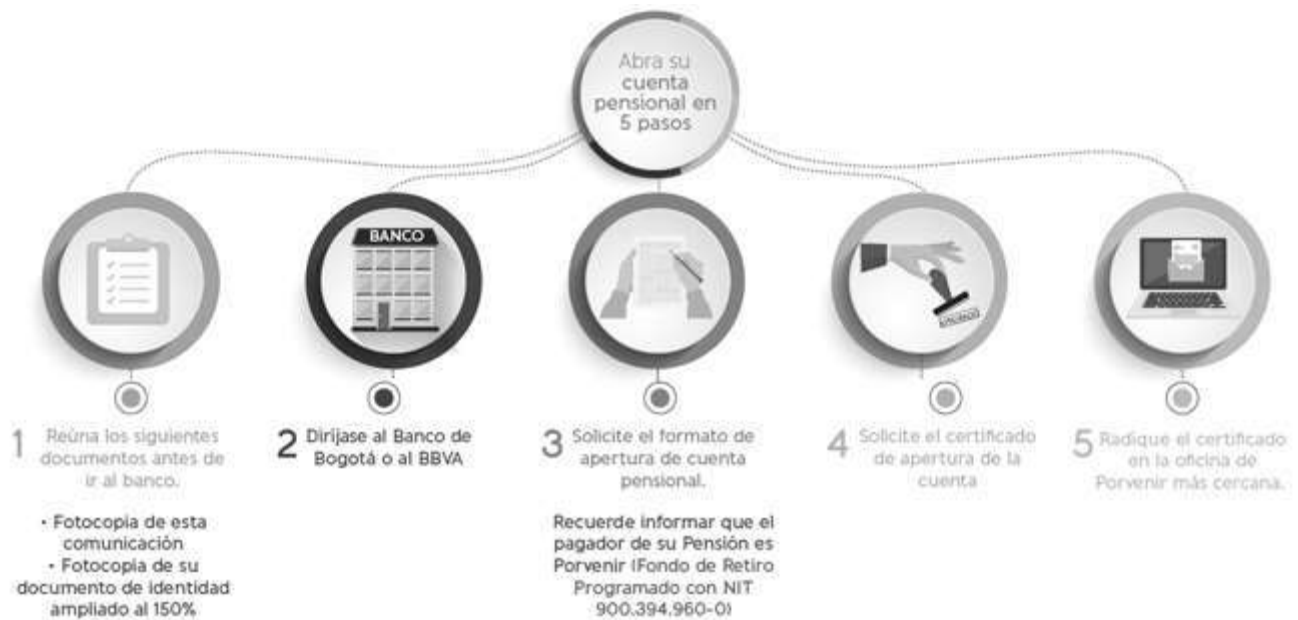 Abra su
cuenta
pensional en
5 pasos
BANCO
1 Reúna los siguientes
documentos antes de
ir al banco.
• Fotocopia de esta
comunicación
• Fotocopia de su
documento de identidad
ampliado al 150%
2 Diríjase al Banco de
Bogotá o al BBVA
3 Solicite el formato de
apertura de cuenta
pensional.
Recuerde informar que el
pagador de su Pensión es
Porvenir (Fondo de Retiro
Programado con NIT
900.394.960-0)
4 Solicite el certificado
de apertura de la
cuenta
5 Radique el certificado
en la oficina de
Porvenir más cercana.